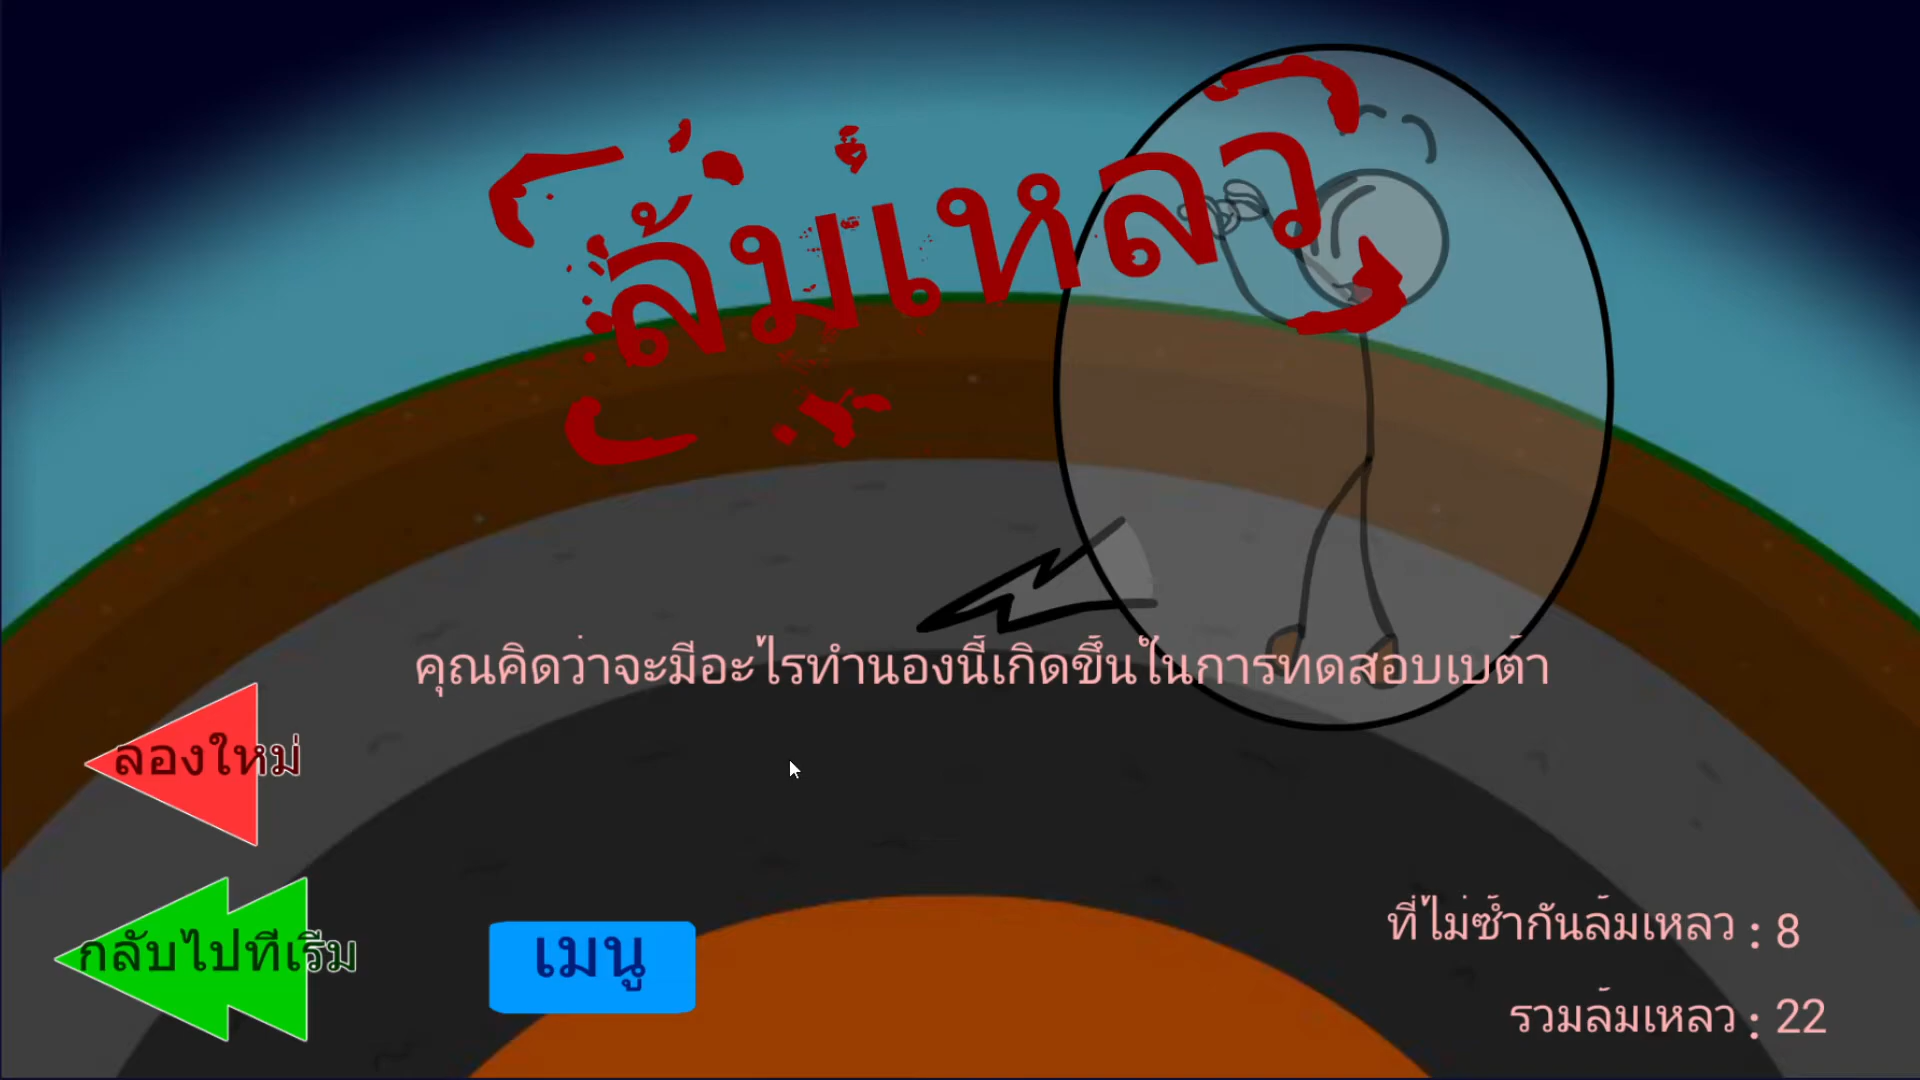 ล้มเหลว
คุณคิดว่าจะมีอะไรทำนองนี้เกิดขึ้นในการทดสอบเบต้า
ลองใหม่
กลับไปที่เริ่ม
เมนู
ที่ไม่ซ้ำกันล้มเหลว : 8
รวมล้มเหลว : 22